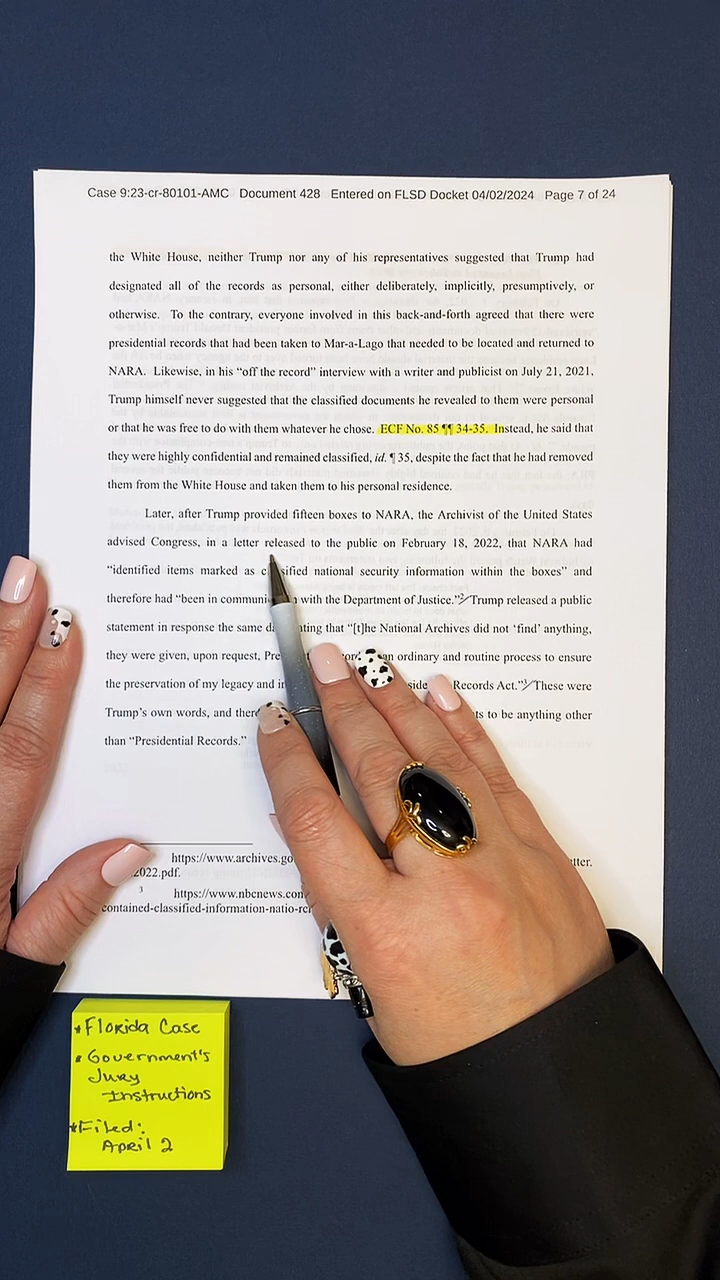 Case 9:23-cr-80101-AMC Document 428 Entered on FLSD Docket 04/02/2024 Page 7 of 24
the White House, neither Trump nor any of his representatives suggested that Trump had
designated all of the records as personal, either deliberately, implicitly, presumptively, or
otherwise. To the contrary, everyone involved in this back-and-forth agreed that there were
presidential records that had been taken to Mar-a-Lago that needed to be located and returned to
NARA. Likewise, in his “off the record” interview with a writer and publicist on July 21, 2021,
Trump himself never suggested that the classified documents he revealed to them were personal
or that he was free to do with them whatever he chose. ECF No. 85 ¶¶ 34-35. Instead, he said that
they were highly confidential and remained classified, id. ¶ 35, despite the fact that he had removed
them from the White House and taken them to his personal residence.
Later, after Trump provided fifteen boxes to NARA, the Archivist of the United States
advised Congress, in a letter released to the public on February 18, 2022, that NARA had
“identified items marked as national security information within the boxes” and
therefore had “been in with the Department of Justice.”2/ Trump released a public
statement in response the same that “[t]he National Archives did not ‘find’ anything,
they were given, upon request, an ordinary and routine process to ensure
the preservation of my legacy and Records Act.”3/ These were
Trump’s own words, and to be anything other
than “Presidential Records.”
https://www.archives.go
2022.pdf.
3 https://www.nbcnews.com
contained-classified-information-natio-
* Florida Case
* Government's
Jury
Instructions
* Filed:
April 2